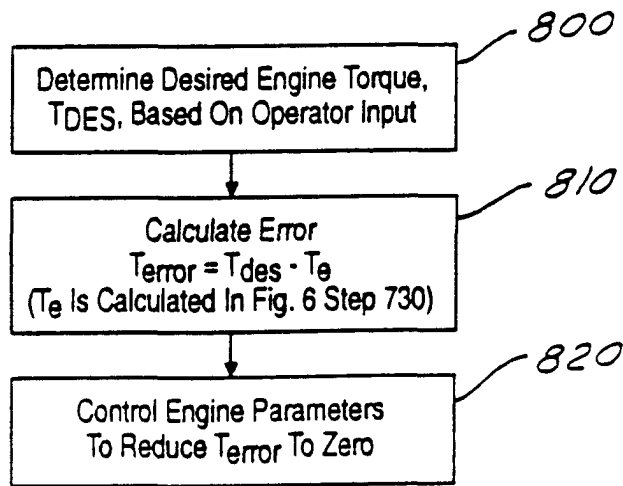 800
Determine Desired Engine Torque,
TDES, Based On Operator Input
810
Calculate Error
Terror = Tdes - Te
(Te Is Calculated In Fig. 6 Step 730)
820
Control Engine Parameters
To Reduce Terror To Zero